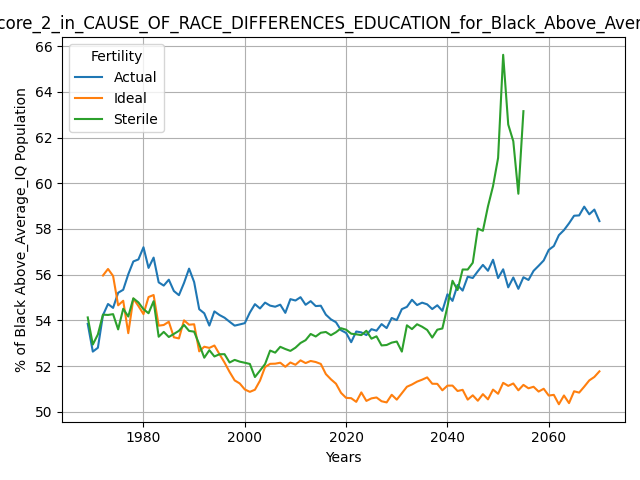 core_2_in_CAUSE_OF_RACE_DIFFERENCES_EDUCATION_for_Black_Above_Aver
Fertility
Actual
Ideal
Sterile
% of Black Above_Average_IQ Population
66
64
62
60
58
56
54
52
50
1980
2000
2020
2040
2060
Years